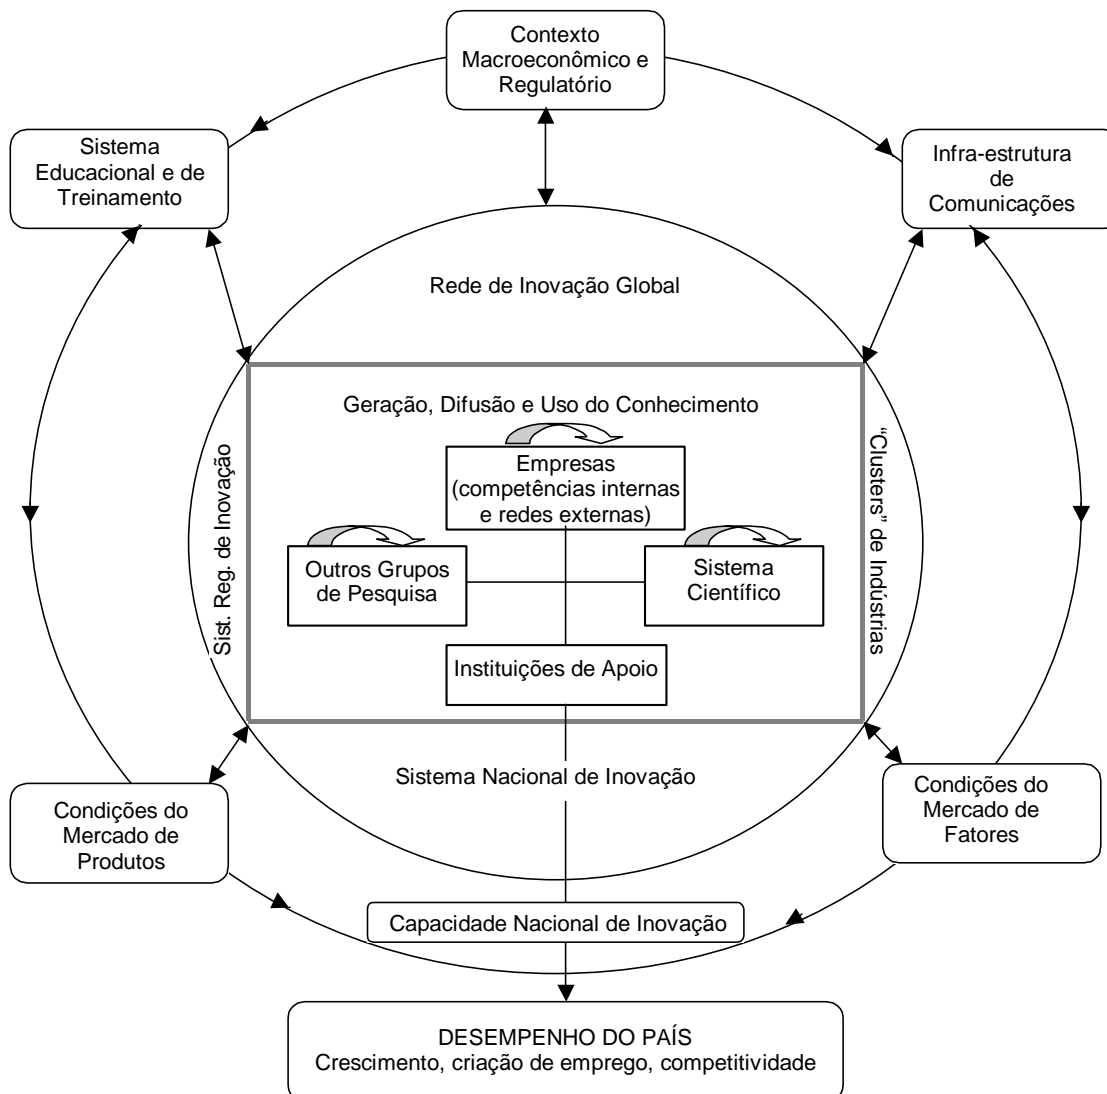 Contexto
Macroeconômico e
Regulatório
Sistema
Educacional e de
Treinamento
Infra-estrutura
de
Comunicações
Rede de Inovação Global
Geração, Difusão e Uso do Conhecimento
Sist. Reg. de Inovação
“Clusters” de Indústrias
Empresas
(competências internas
e redes externas)
Outros Grupos
de Pesquisa
Sistema
Científico
Instituições de Apoio
Sistema Nacional de Inovação
Condições do
Mercado de
Produtos
Condições do
Mercado de
Fatores
Capacidade Nacional de Inovação
DESEMPENHO DO PAÍS
Crescimento, criação de emprego, competitividade